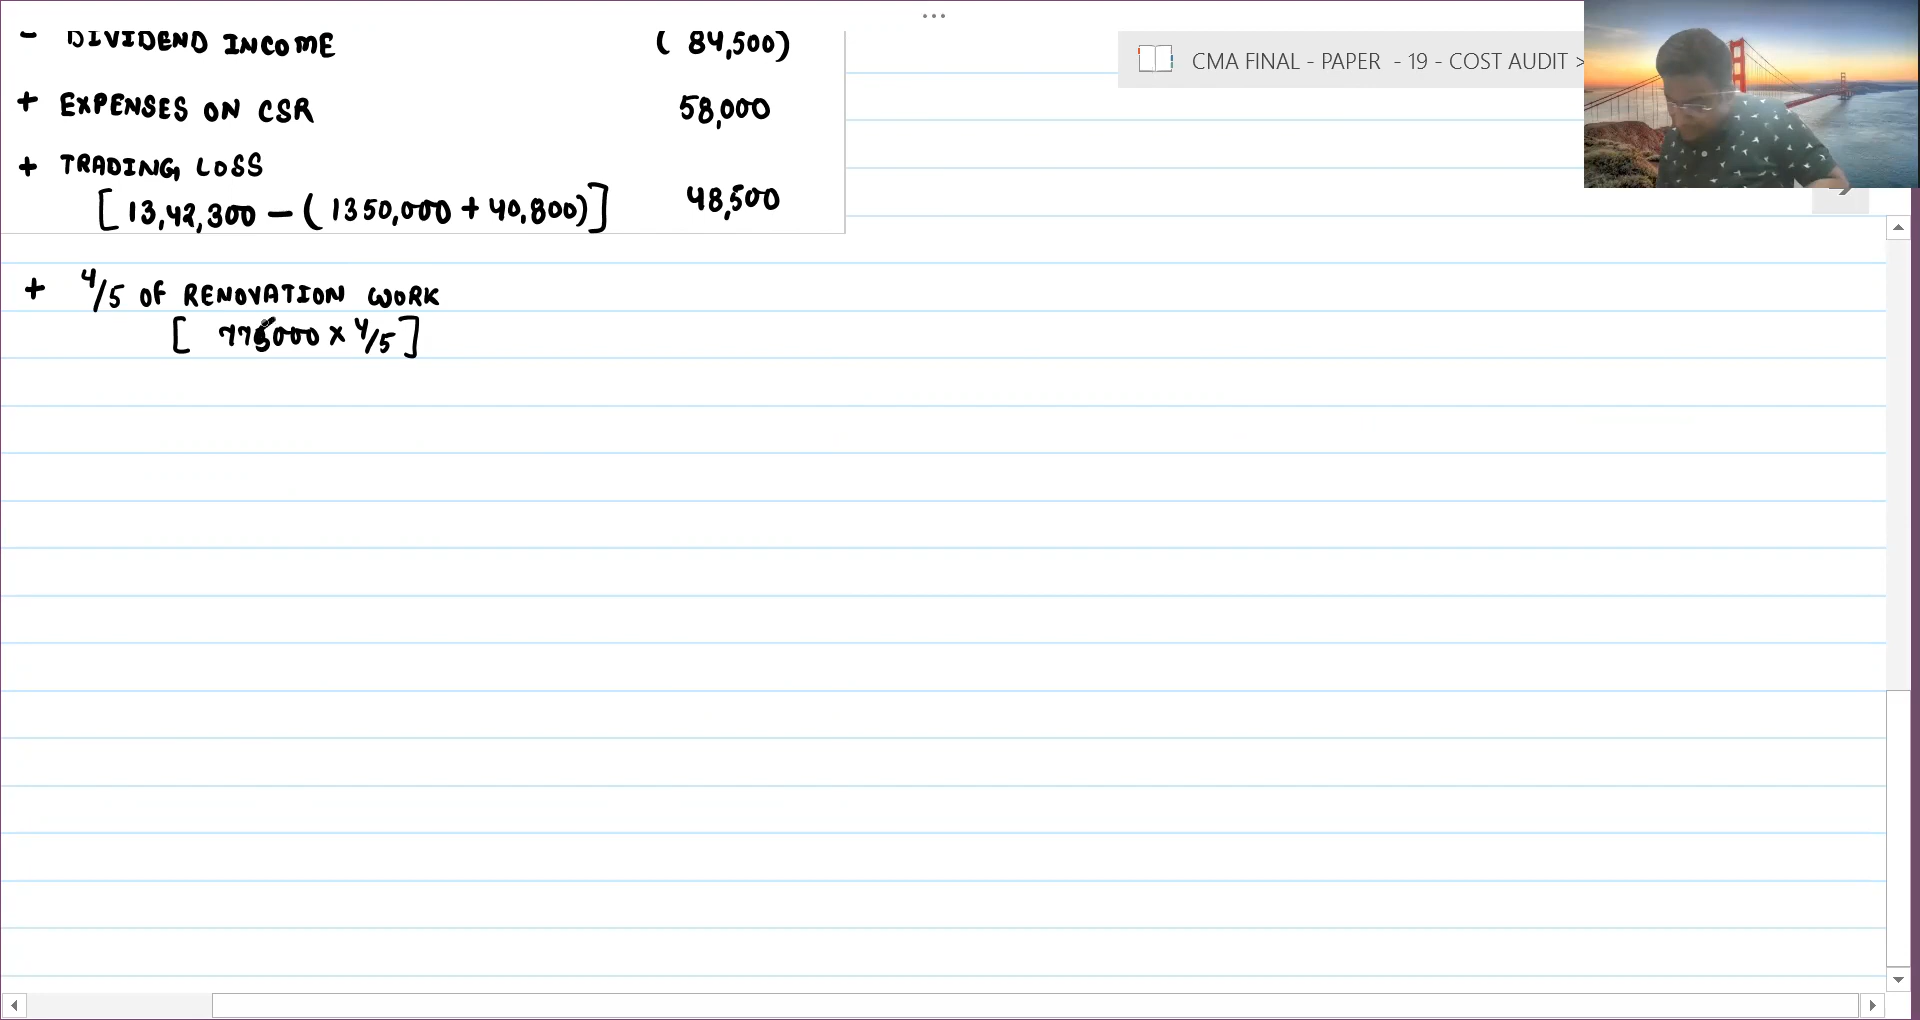 - DIVIDEND INCOME (84,500)
CMA FINAL - PAPER - 19 - COST AUDIT >
+ EXPENSES ON CSR 58,000
+ TRADING LOSS
[13,42,300 - (1350,000 + 40,800)] 48,500
+ 4/5 OF RENOVATION WORK
[775000 x 4/5]